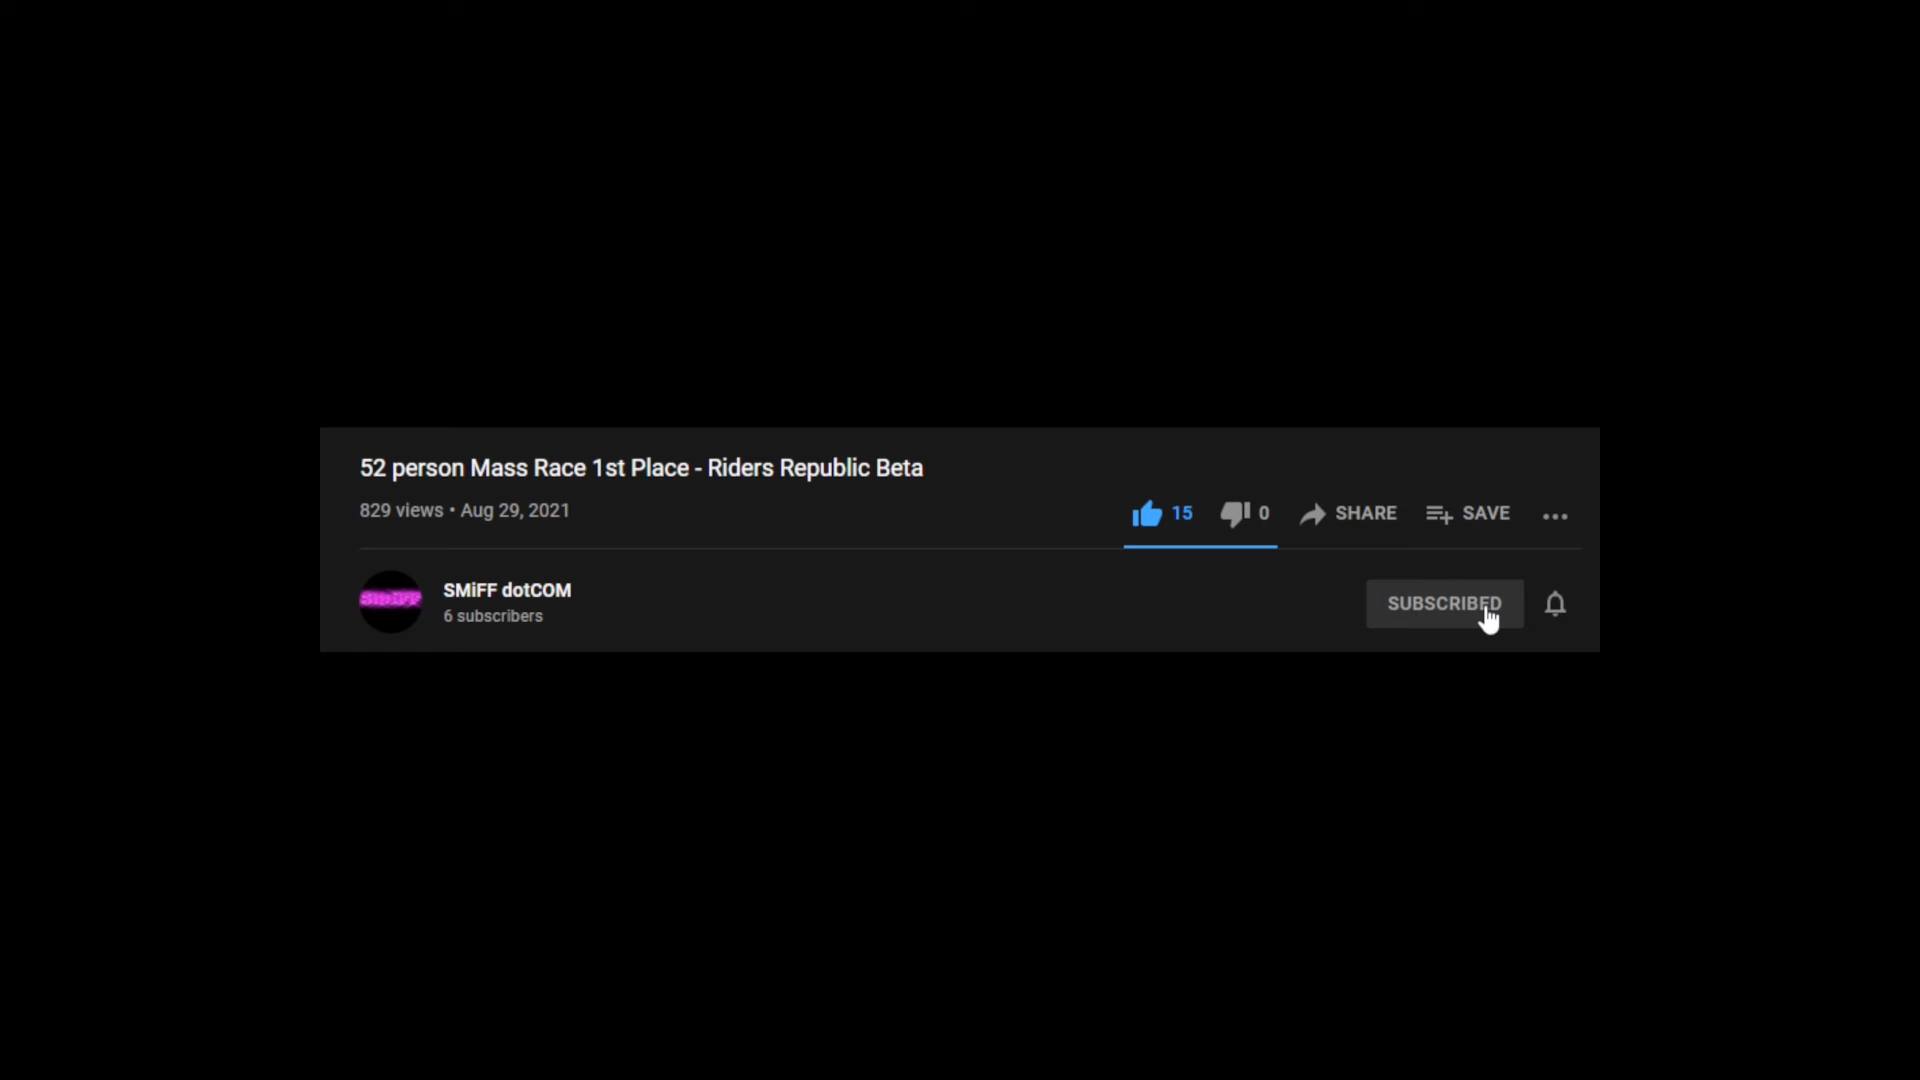 52 person Mass Race 1st Place - Riders Republic Beta
829 views • Aug 29, 2021
15 0 SHARE SAVE
SMiFF
SMiFF dotCOM
6 subscribers
SUBSCRIBED